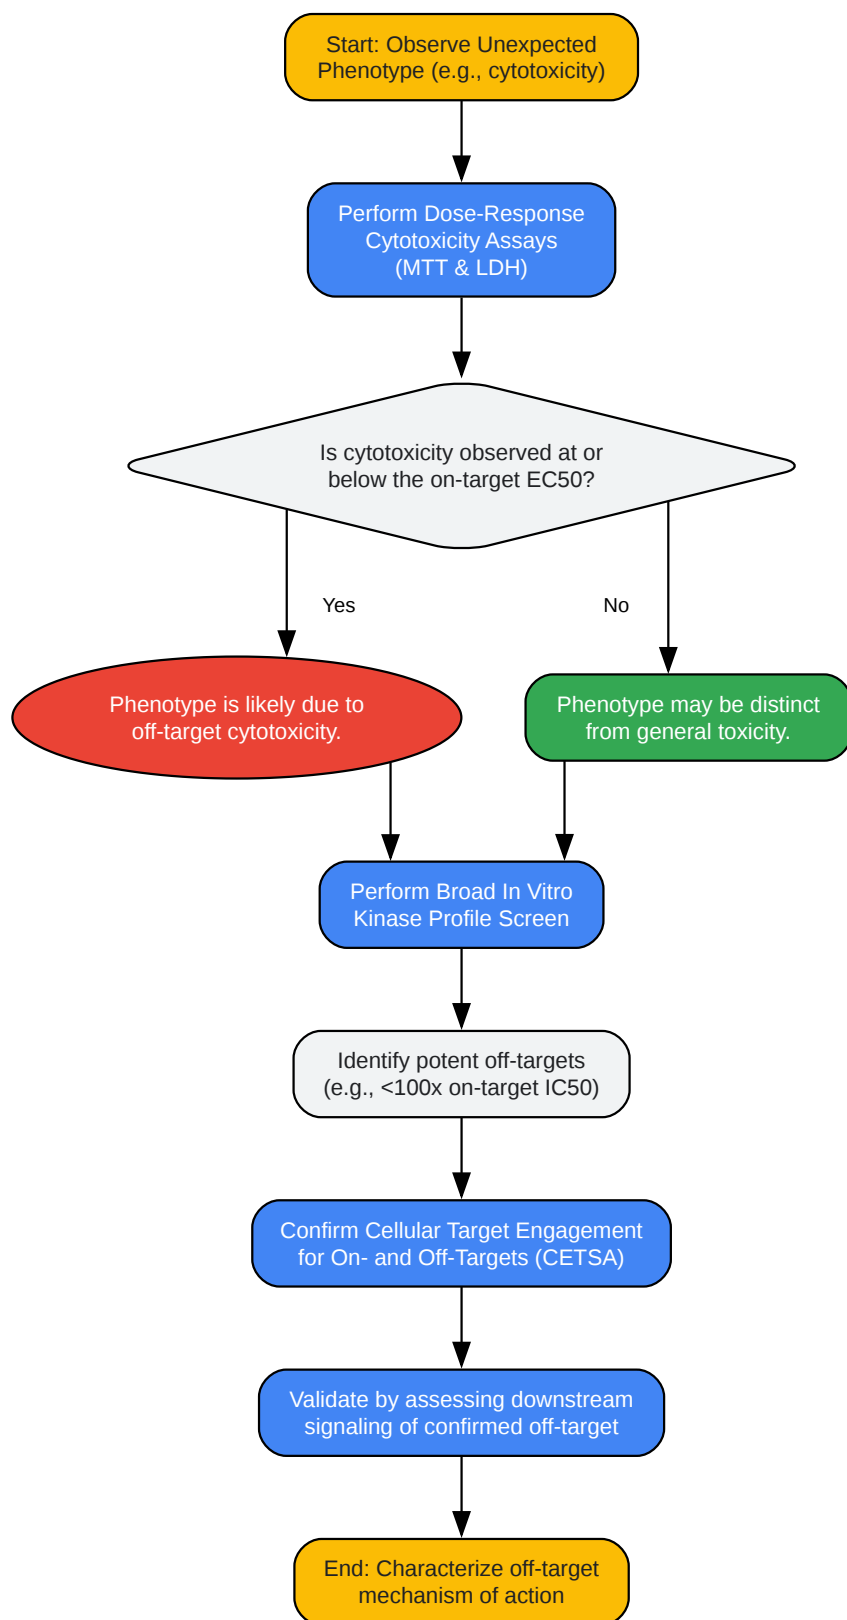 Start: Observe Unexpected
Phenotype (e.g., cytotoxicity)
Perform Dose-Response
Cytotoxicity Assays
(MTT & LDH)
Is cytotoxicity observed at or
below the on-target EC50?
Yes
No
Phenotype is likely due to
off-target cytotoxicity.
Phenotype may be distinct
from general toxicity.
Perform Broad In Vitro
Kinase Profile Screen
Identify potent off-targets
(e.g., <100x on-target IC50)
Confirm Cellular Target Engagement
for On- and Off-Targets (CETSA)
Validate by assessing downstream
signaling of confirmed off-target
End: Characterize off-target
mechanism of action